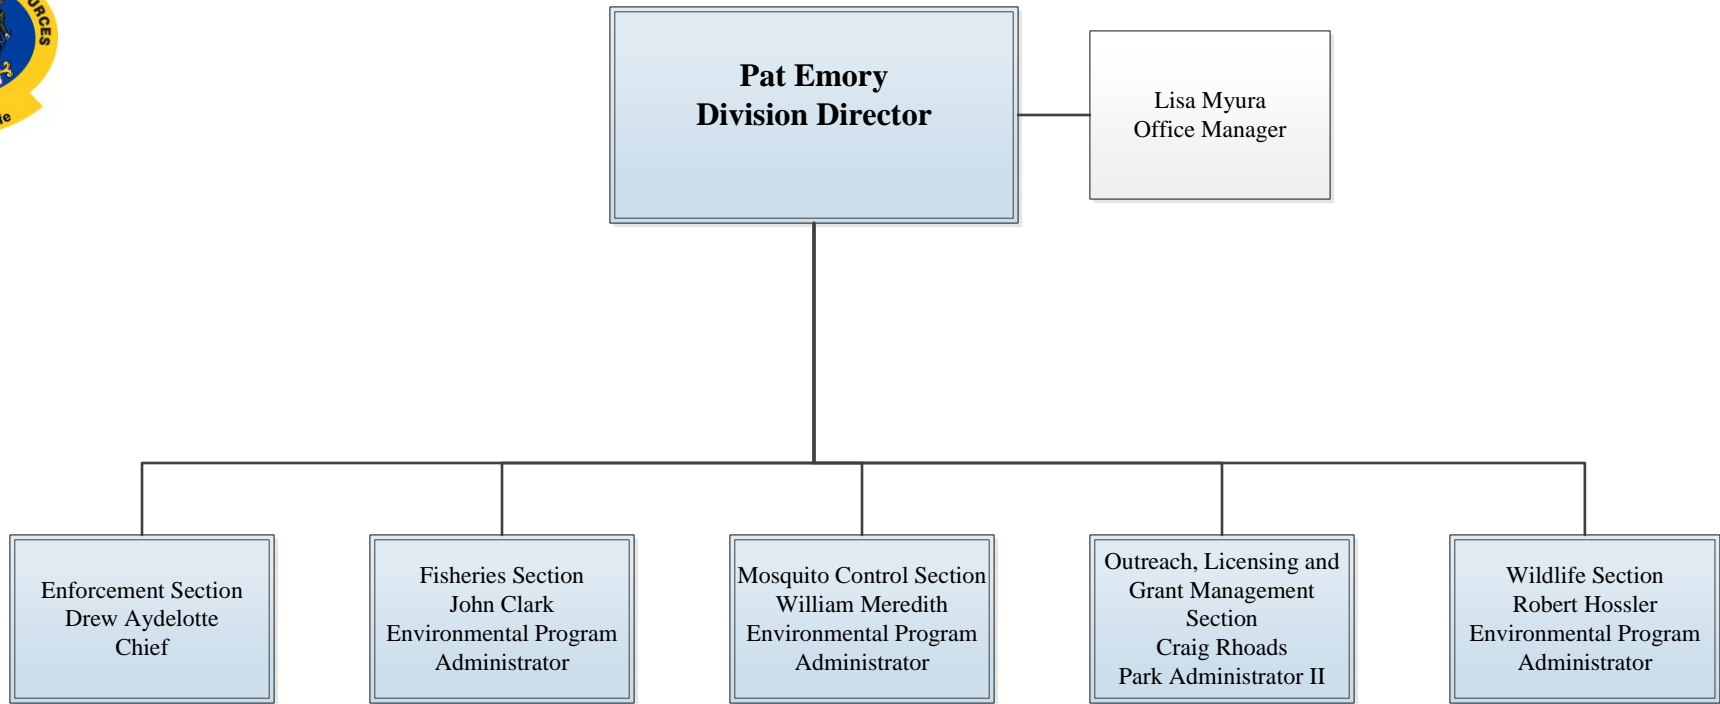 URCES
ie
Pat Emory
Division Director
Lisa Myura
Office Manager
Enforcement Section
Drew Aydelotte
Chief
Fisheries Section
John Clark
Environmental Program
Administrator
Mosquito Control Section
William Meredith
Environmental Program
Administrator
Outreach, Licensing and
Grant Management
Section
Craig Rhoads
Park Administrator II
Wildlife Section
Robert Hossler
Environmental Program
Administrator